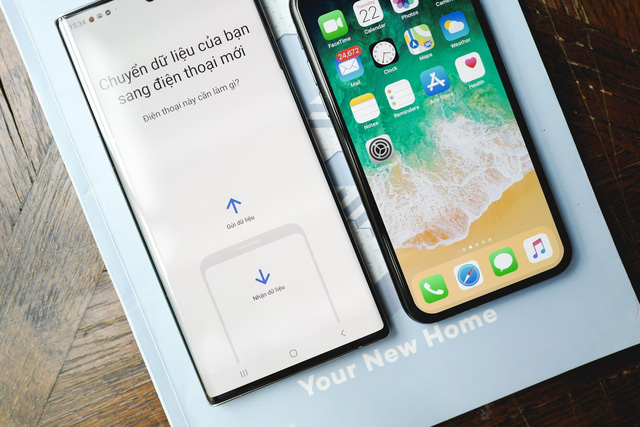 15:34
Chuyển dữ liệu của bạn
sang điện thoại mới
Điện thoại này cần làm gì?
Gửi dữ liệu
Nhận dữ liệu
FaceTime
Tuesday
22
Calendar
Photos
24,672
Mail
Clock
Maps
Weather
Notes
Reminders
App Store
Health
Your New Home